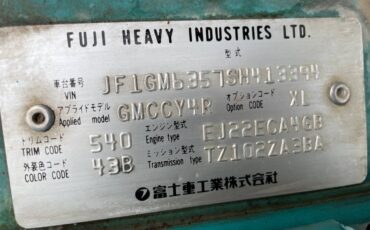 FUJI HEAVY INDUSTRIES LTD.
型式
車台番号 VIN JF1GM6357SH413394
アプライドモデル Applied model GMCCY4R オプションコード Option CODE XL
トリムコード TRIM CODE 540 エンジン型式 Engine type EJ22EGA4GB
外装色コード COLOR CODE 43B ミッション型式 Transmission type TZ102ZA3BA
富士重工業株式会社